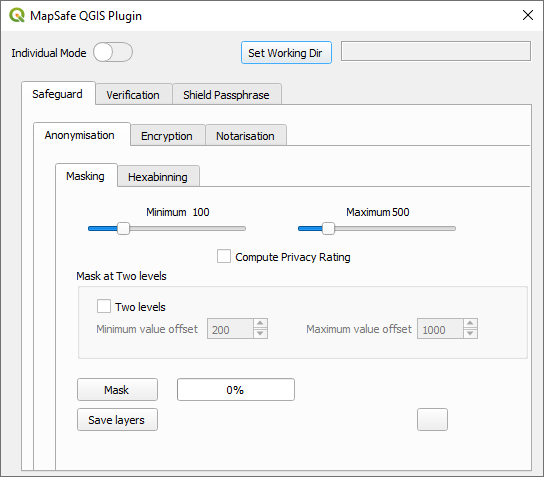 MapSafe QGIS Plugin
Individual Mode
Set Working Dir
Safeguard Verification Shield Passphrase
Anonymisation Encryption Notarisation
Masking Hexabinning
Minimum 100 Maximum 500
Compute Privacy Rating
Mask at Two levels
Two levels
Minimum value offset 200 Maximum value offset 1000
Mask 0%
Save layers